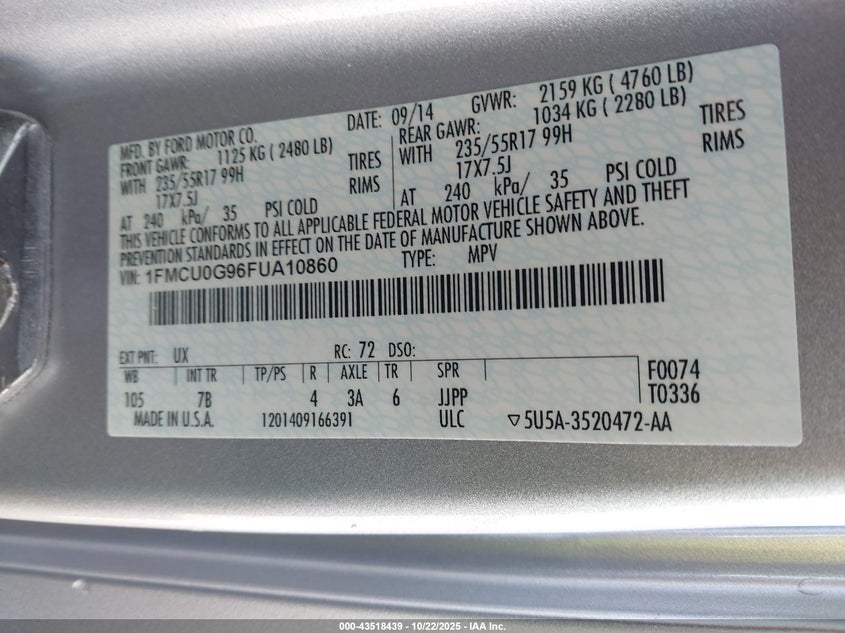 MFD. BY FORD MOTOR CO. DATE: 09/14 GVWR: 2159 KG ( 4760 LB)
FRONT GAWR: 1125 KG ( 2480 LB) REAR GAWR: 1034 KG ( 2280 LB)
WITH 235/55R17 99H TIRES WITH 235/55R17 99H TIRES
17X7.5J RIMS 17X7.5J RIMS
AT 240 kPa/ 35 PSI COLD AT 240 kPa/ 35 PSI COLD
THIS VEHICLE CONFORMS TO ALL APPLICABLE FEDERAL MOTOR VEHICLE SAFETY AND THEFT
PREVENTION STANDARDS IN EFFECT ON THE DATE OF MANUFACTURE SHOWN ABOVE.
VIN: 1FMCU0G96FUA10860 TYPE: MPV
EXT PNT: UX RC: 72 DSO:
WB INT TR TP/PS R AXLE TR SPR F0074
105 7B 4 3A 6 JJPP T0336
MADE IN U.S.A. 1201409166391 ULC ▽5U5A-3520472-AA
000-43518439 - 10/22/2025 - IAA Inc.